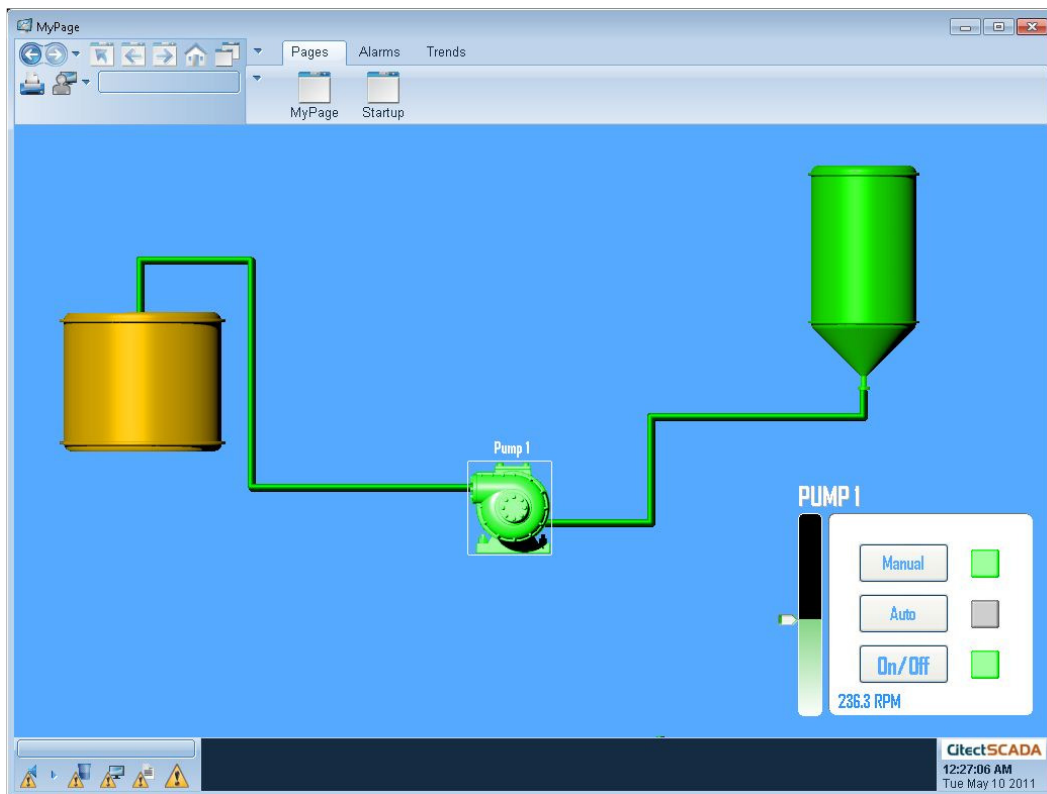 MyPage
Pages Alarms Trends
MyPage Startup
Pump 1
PUMP 1
Manual
Auto
On/Off
236.3 RPM
CitectSCADA
12:27:06 AM
Tue May 10 2011